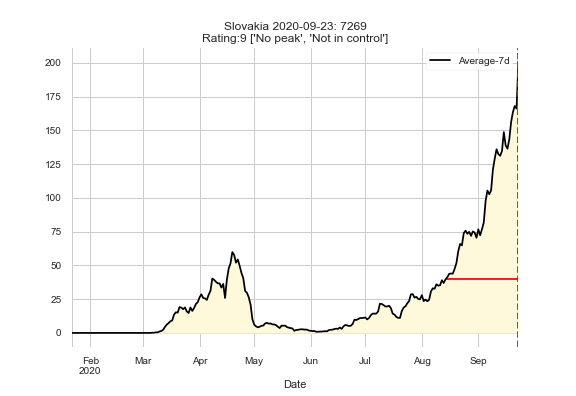 Slovakia 2020-09-23: 7269
Rating:9 ['No peak', 'Not in control']
Average-7d
200
175
150
125
100
75
50
25
0
Feb Mar Apr May Jun Jul Aug Sep
2020
Date